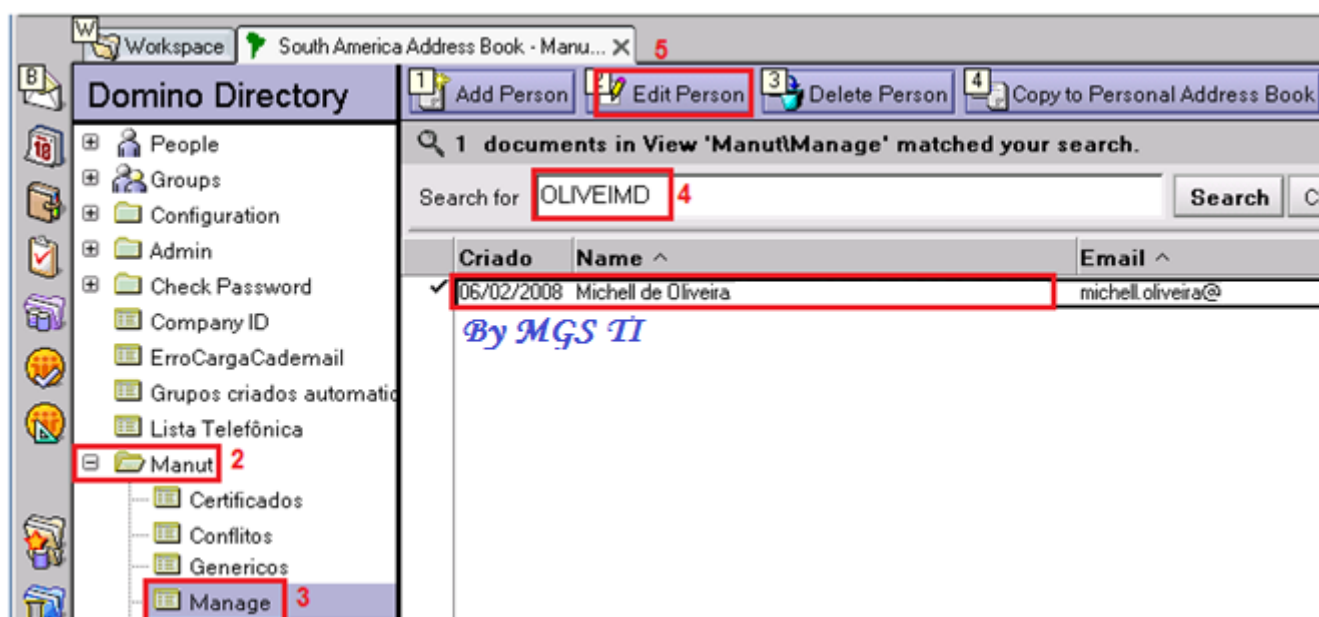 W
Workspace South America Address Book - Manu... 5
B
Domino Directory
1 Add Person 2 Edit Person 3 Delete Person 4 Copy to Personal Address Book
People
Groups
Configuration
Admin
Check Password
Company ID
ErroCargaCademail
Grupos criados automatic
Lista Telefônica
Manut 2
Certificados
Conflitos
Genericos
Manage 3
18
1 documents in View 'Manut\Manage' matched your search.
Search for OLIVEIMD 4 Search C
Criado Name Email
06/02/2008 Michell de Oliveira michell.oliveira@
By MGS TI